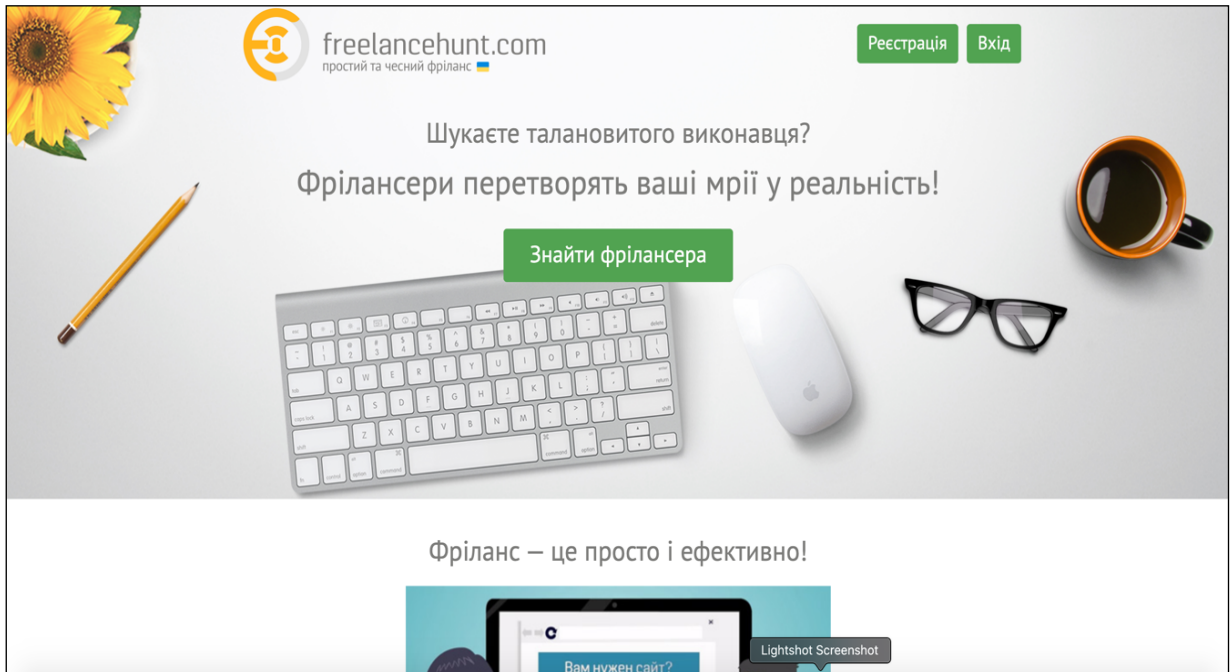 freelancehunt.com
простий та чесний фріланс
Реєстрація
Вхід
Шукаєте талановитого виконавця?
Фрілансери перетворять ваші мрії у реальність!
Знайти фрілансера
Фріланс — це просто і ефективно!
Вам нужен сайт?
Lightshot Screenshot